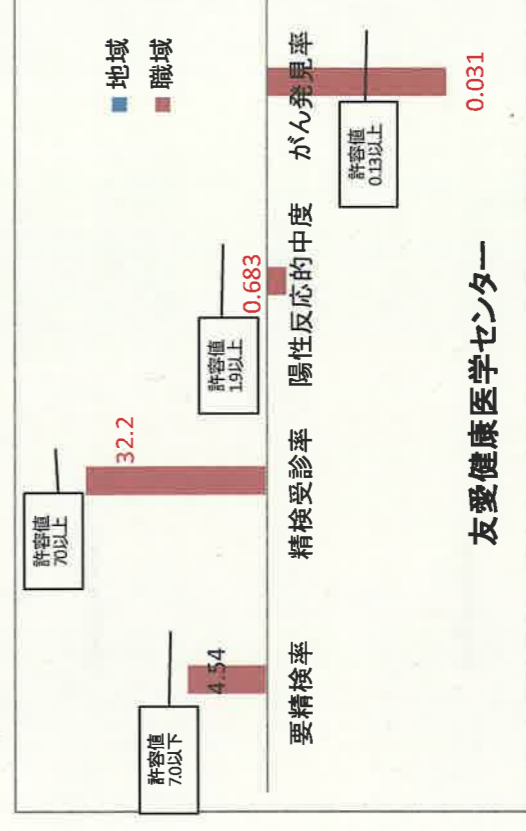 地域
職域
許容値
7.0以下
4.54
要精検率
許容値
70以上
32.2
精検受診率
許容値
1.9以上
0.683
陽性反応的中度
許容値
0.13以上
0.031
がん発見率
友愛健康医学センター